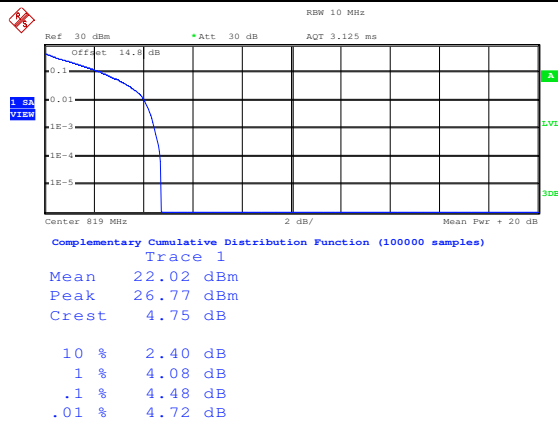 RBW 10 MHz
Ref 30 dBm *Att 30 dB AQT 3.125 ms
Offset 14.8 dB
0.1
A
0.01
1 SA
VIEW
1E-3
LVL
1E-4
1E-5
3DB
Center 819 MHz 2 dB/ Mean Pwr + 20 dB
Complementary Cumulative Distribution Function (100000 samples)
Trace 1
Mean 22.02 dBm
Peak 26.77 dBm
Crest 4.75 dB
10 % 2.40 dB
1 % 4.08 dB
.1 % 4.48 dB
.01 % 4.72 dB